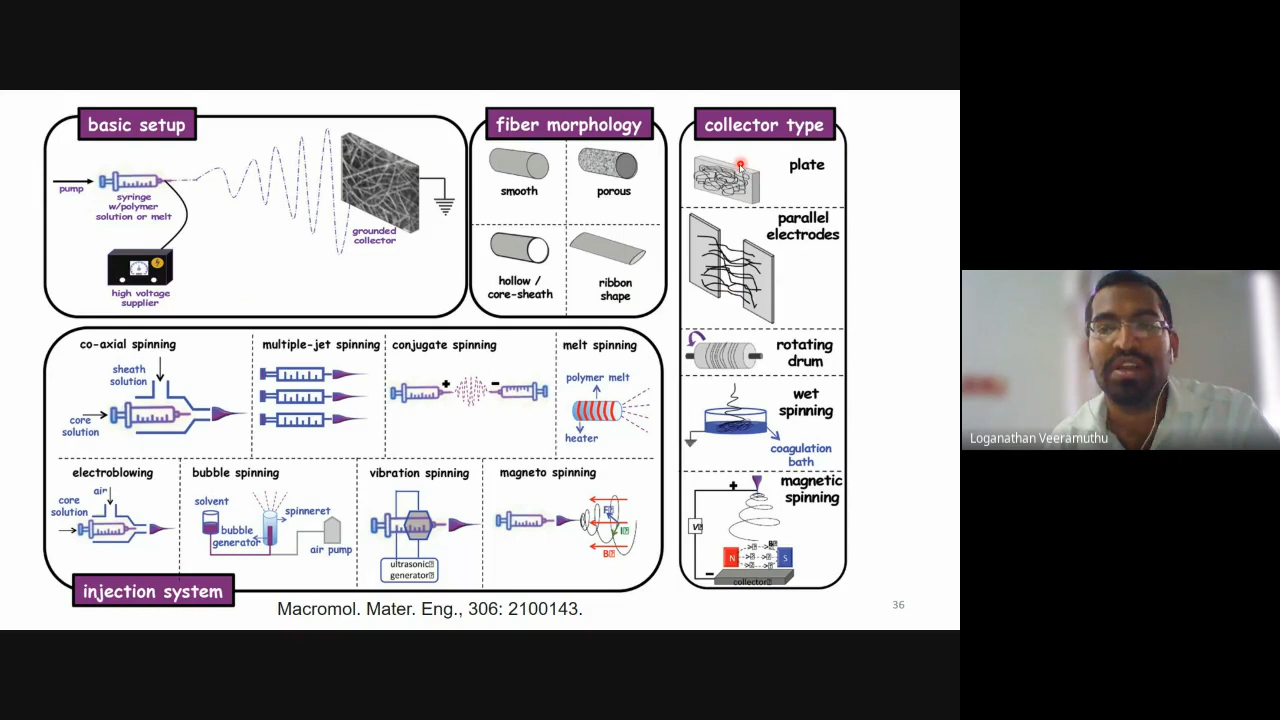 basic setup
pump
syringe
w/polymer
solution or melt
grounded
collector
high voltage
supplier
fiber morphology
smooth
porous
hollow /
core-sheath
ribbon
shape
collector type
plate
parallel
electrodes
rotating
drum
wet
spinning
coagulation
bath
magnetic
spinning
+
V
N
S
−
collector
co-axial spinning
sheath
solution
core
solution
multiple-jet spinning
conjugate spinning
+
−
melt spinning
polymer melt
heater
electroblowing
air
core
solution
bubble spinning
solvent
spinneret
bubble
generator
air pump
vibration spinning
ultrasonic
generator
magneto spinning
F
I
B
injection system
Macromol. Mater. Eng., 306: 2100143.
36
Loganathan Veeramuthu